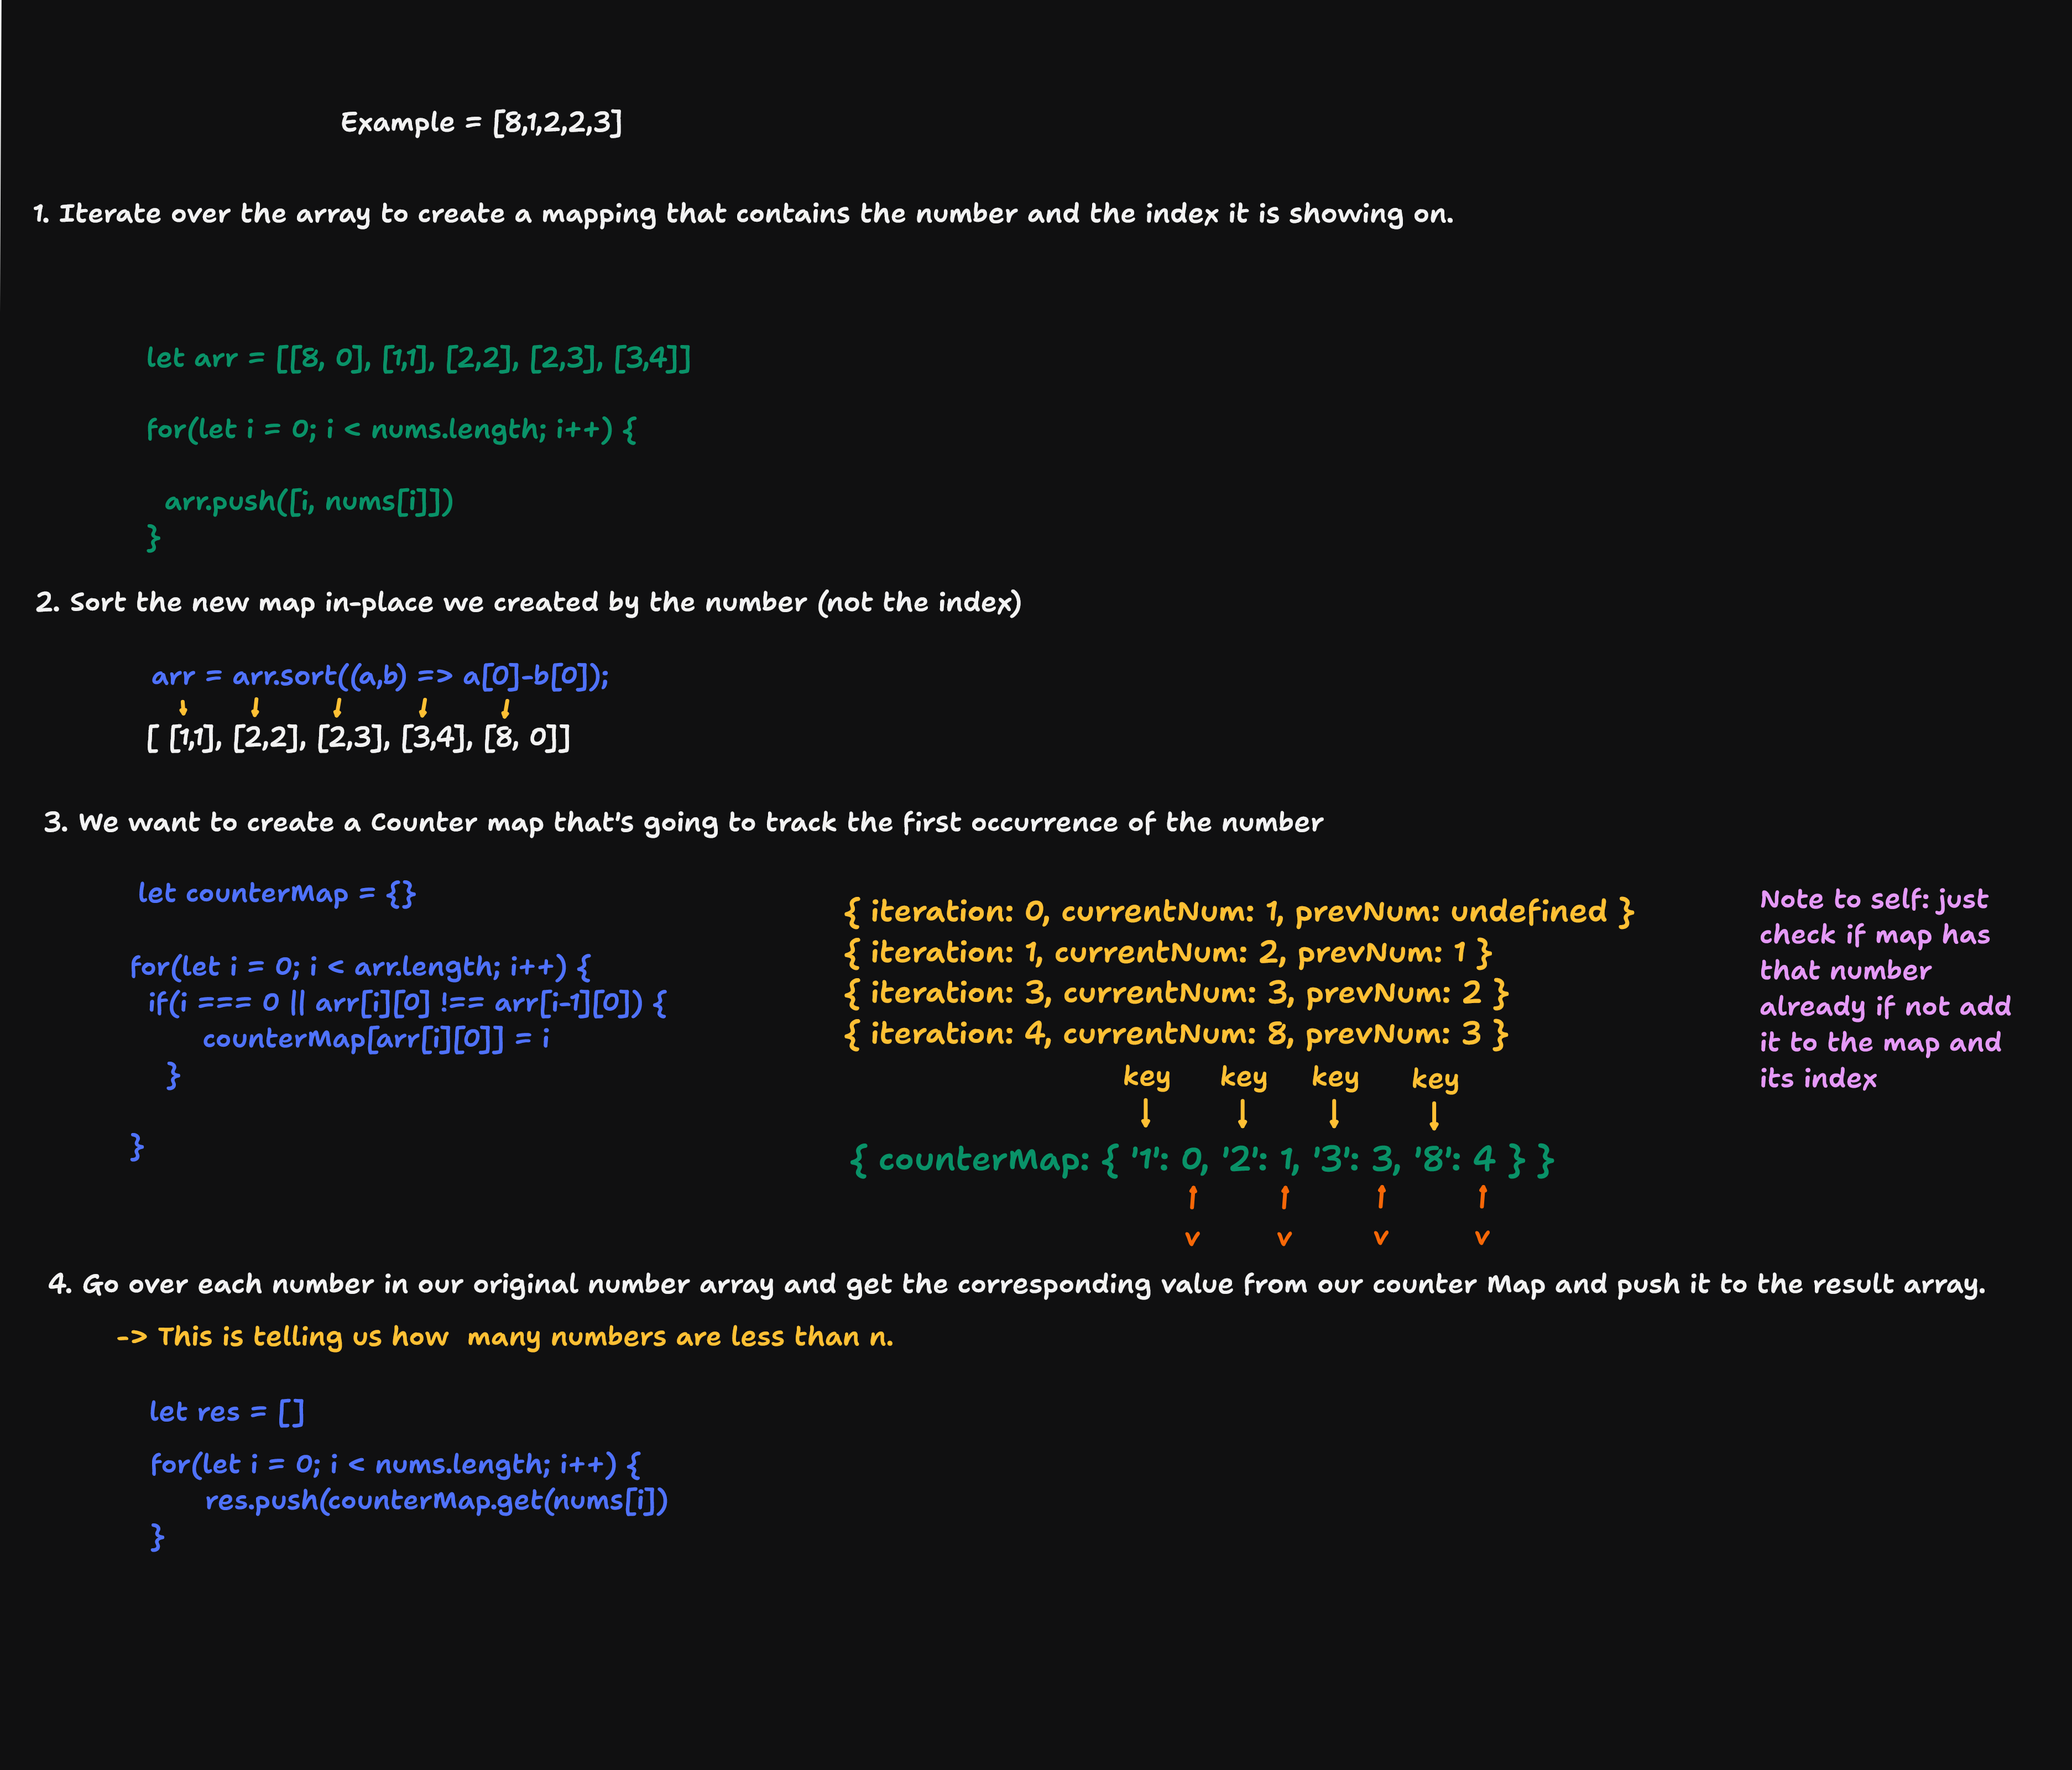 Example = [8,1,2,2,3]
1. Iterate over the array to create a mapping that contains the number and the index it is showing on.
let arr = [[8, 0], [1,1], [2,2], [2,3], [3,4]]
for(let i = 0; i < nums.length; i++) {
arr.push([i, nums[i]])
}
2. Sort the new map in-place we created by the number (not the index)
arr = arr.sort((a,b) => a[0]-b[0]);
[ [1,1], [2,2], [2,3], [3,4], [8, 0]]
3. We want to create a Counter map that's going to track the first occurrence of the number
let counterMap = {}
for(let i = 0; i < arr.length; i++) {
if(i === 0 || arr[i][0] !== arr[i-1][0]) {
counterMap[arr[i][0]] = i
}
}
{ iteration: 0, currentNum: 1, prevNum: undefined }
{ iteration: 1, currentNum: 2, prevNum: 1 }
{ iteration: 3, currentNum: 3, prevNum: 2 }
{ iteration: 4, currentNum: 8, prevNum: 3 }
key key key key
{ counterMap: { '1': 0, '2': 1, '3': 3, '8': 4 } }
v v v v
Note to self: just
check if map has
that number
already if not add
it to the map and
its index
4. Go over each number in our original number array and get the corresponding value from our counter Map and push it to the result array.
-> This is telling us how  many numbers are less than n.
let res = []
for(let i = 0; i < nums.length; i++) {
res.push(counterMap.get(nums[i])
}